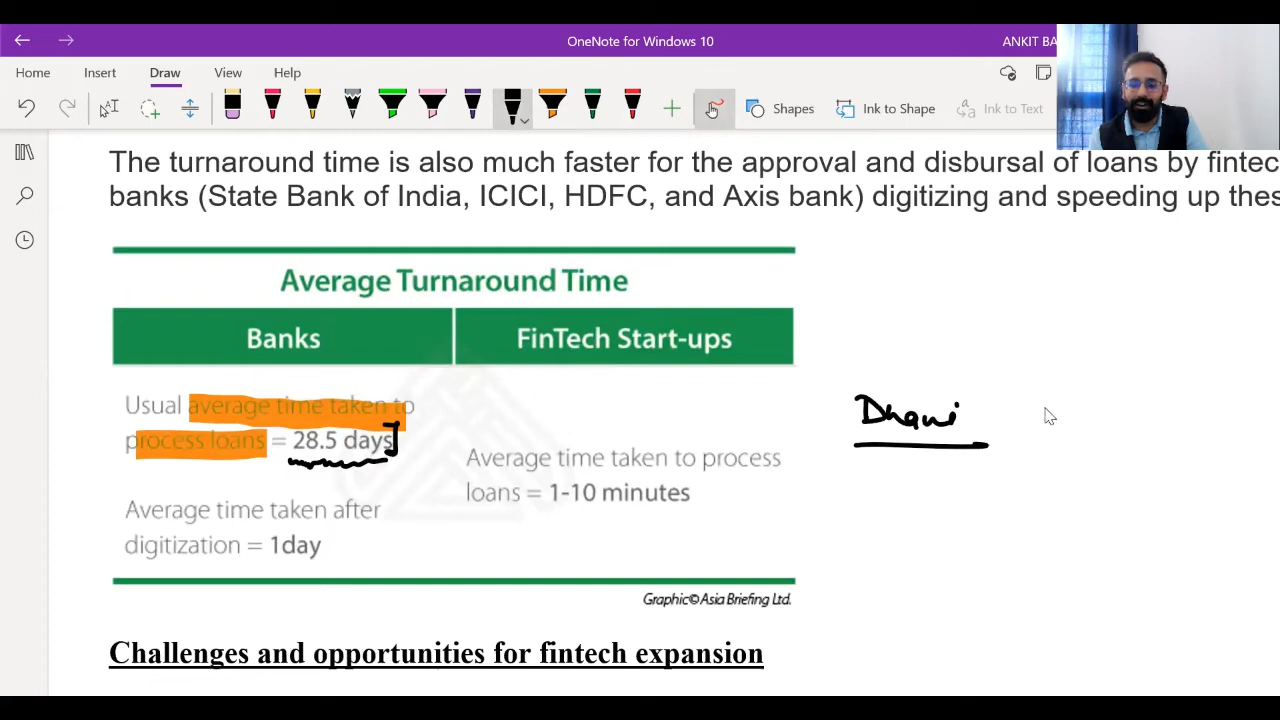 OneNote for Windows 10
ANKIT BA
Home Insert Draw View Help
Shapes Ink to Shape Ink to Text
The turnaround time is also much faster for the approval and disbursal of loans by fintec
banks (State Bank of India, ICICI, HDFC, and Axis bank) digitizing and speeding up thes
Average Turnaround Time
Banks FinTech Start-ups
Usual average time taken to
process loans = 28.5 days
Average time taken after
digitization = 1day
Average time taken to process
loans = 1-10 minutes
Dhani
Graphic© Asia Briefing Ltd.
Challenges and opportunities for fintech expansion